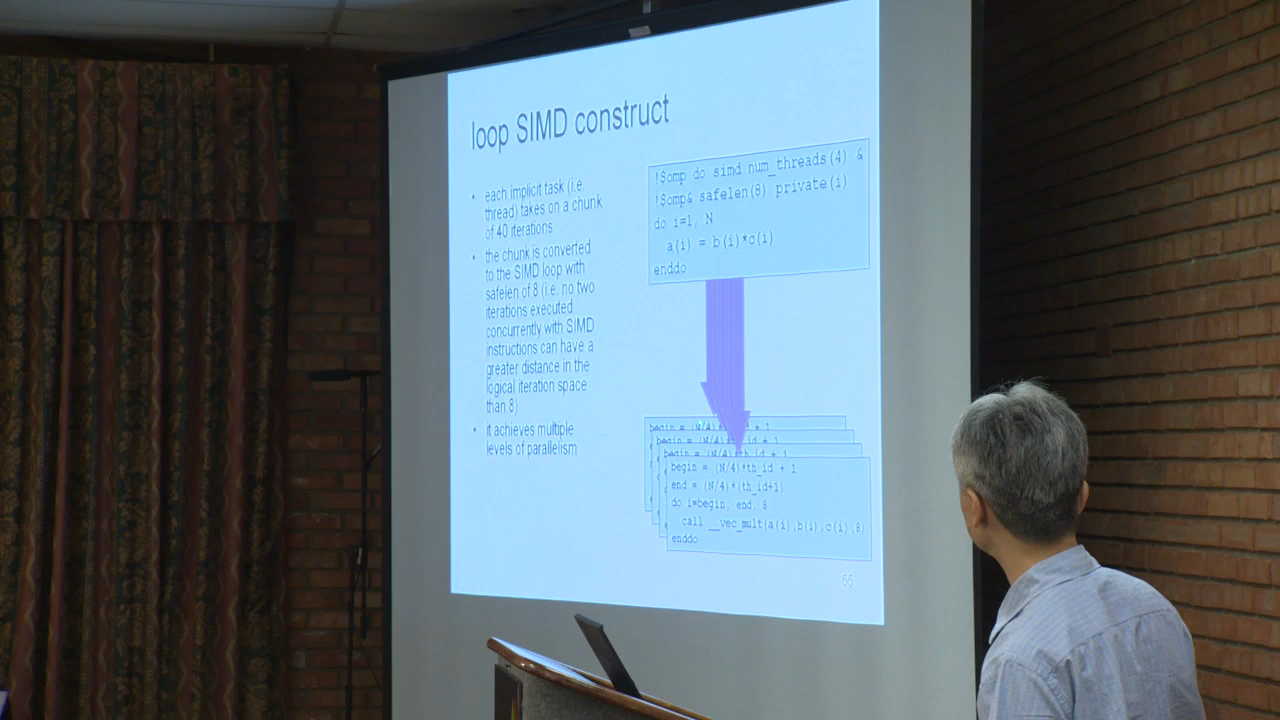 loop SIMD construct
• each implicit task (i.e.
thread) takes on a chunk
of 40 iterations
• the chunk is converted
to the SIMD loop with
safelen of 8 (i.e. no two
iterations executed
concurrently with SIMD
instructions can have a
greater distance in the
logical iteration space
than 8)
• it achieves multiple
levels of parallelism
!$omp do simd num_threads(4) &
!$omp& safelen(8) private(i)
do i=1, N
a(i) = b(i)*c(i)
enddo
begin = (N/4)*th_id + 1
end = (N/4)*(th_id+1)
do i=begin, end, 8
call __vec_mult(a(i),b(i),c(i),8)
enddo
55